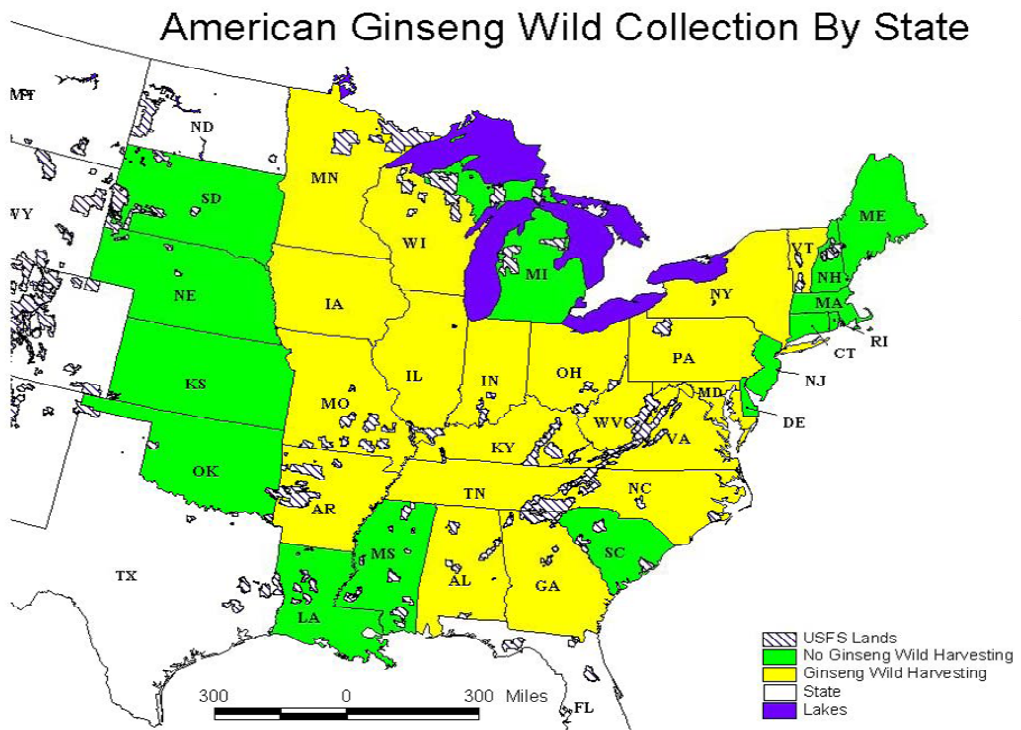 American Ginseng Wild Collection By State
ND
MN
SD
WI
ME
VT
NH
NE
IA
MI
NY
MA
RI
CT
KS
IL
IN
OH
PA
NJ
MO
MD
DE
WV
KY
VA
OK
TN
NC
AR
MS
SC
TX
AL
GA
LA
FL
USFS Lands
No Ginseng Wild Harvesting
Ginseng Wild Harvesting
State
Lakes
300 0 300 Miles